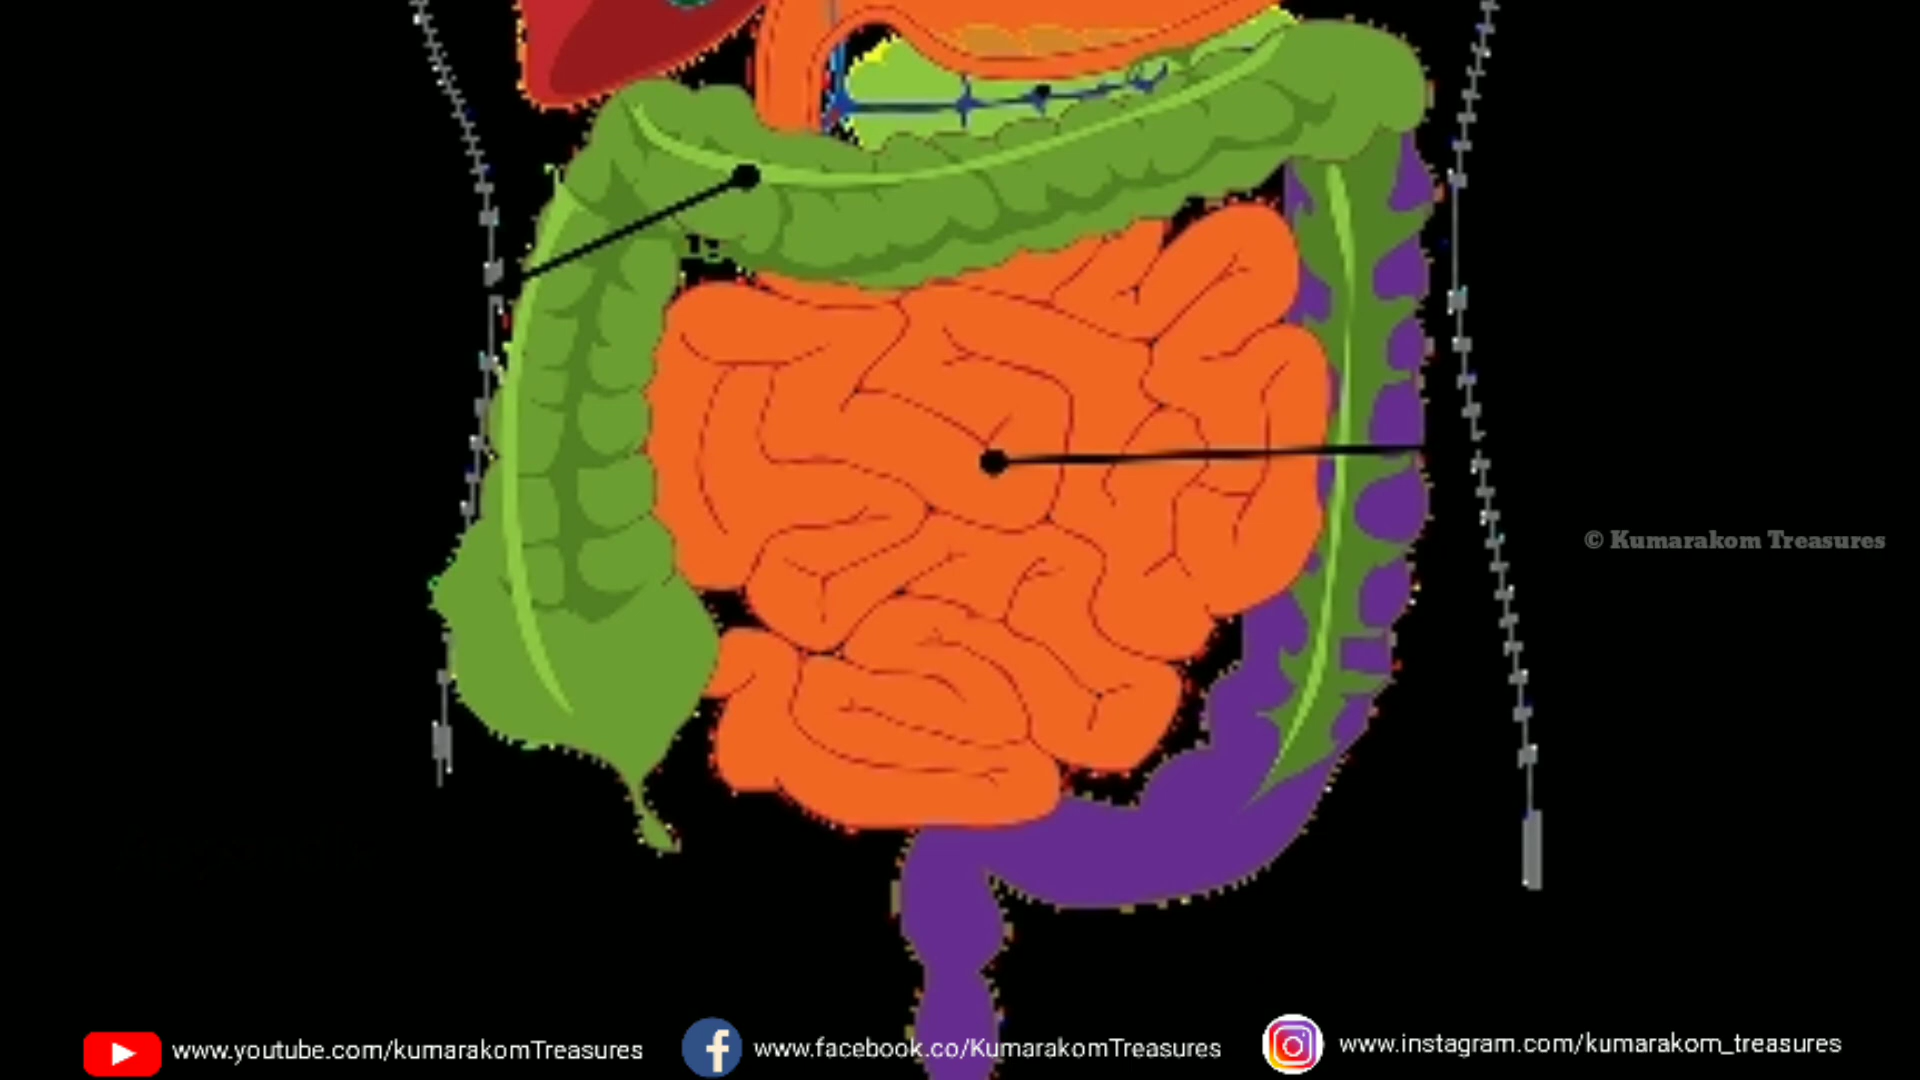 © Kumarakom Treasures
www.youtube.com/kumarakomTreasures
www.facebook.co/KumarakomTreasures
www.instagram.com/kumarakom_treasures